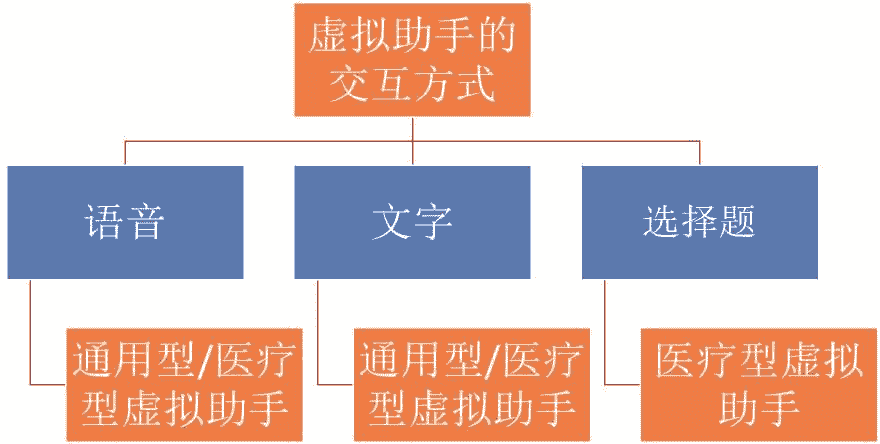 虚拟助手的
交互方式
语音
文字
选择题
通用型/医疗
型虚拟助手
通用型/医疗
型虚拟助手
医疗型虚拟
助手